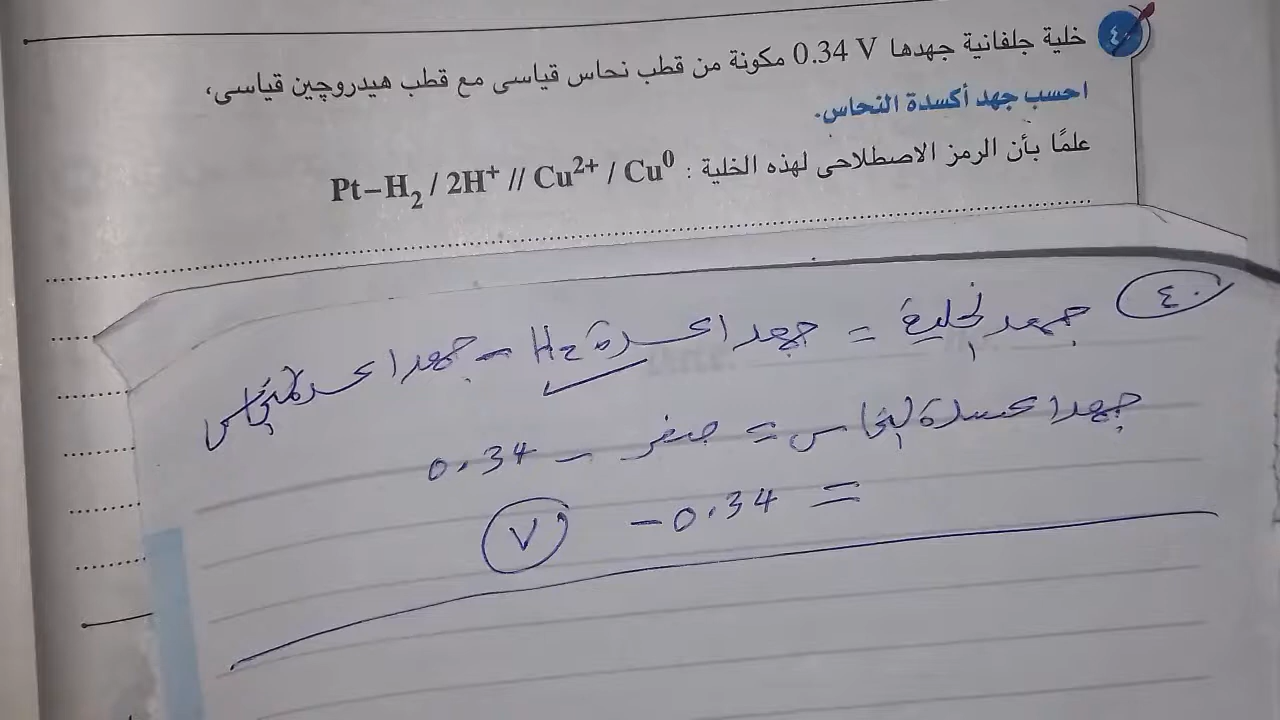 ٤٠ خلية جلفانية جهدها 0.34 V مكونة من قطب نحاس قياسى مع قطب هيدروچين قياسى،
احسب جهد أكسدة النحاس.
علمًا بأن الرمز الاصطلاحى لهذه الخلية : Pt–H₂ / 2H⁺ // Cu²⁺ / Cu⁰
٤٠ جهد الخلية = جهد اكسدة H₂ – جهد اكسدة النحاس
جهد اكسدة النحاس = صفر – 0.34
= –0.34 V